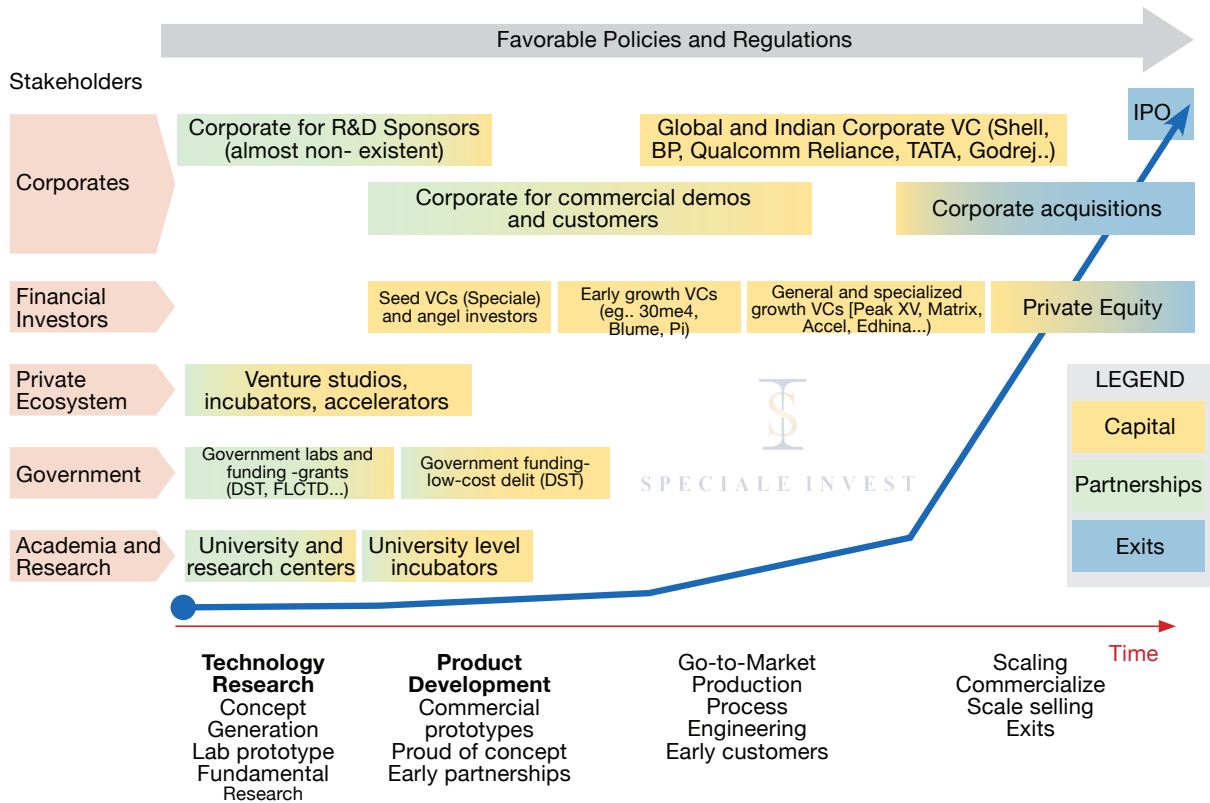 Favorable Policies and Regulations
Stakeholders
IPO
Corporates
Corporate for R&D Sponsors
(almost non- existent)
Global and Indian Corporate VC (Shell,
BP, Qualcomm Reliance, TATA, Godrej..)
Corporate for commercial demos
and customers
Corporate acquisitions
Financial
Investors
Seed VCs (Speciale)
and angel investors
Early growth VCs
(eg.. 30me4,
Blume, Pi)
General and specialized
growth VCs [Peak XV, Matrix,
Accel, Edhina...)
Private Equity
Private
Ecosystem
Venture studios,
incubators, accelerators
LEGEND
Capital
Partnerships
Exits
Government
Government labs and
funding -grants
(DST, FLCTD...)
Government funding-
low-cost delit (DST)
SPECIALE INVEST
Academia and
Research
University and
research centers
University level
incubators
Time
Technology
Research
Concept
Generation
Lab prototype
Fundamental
Research
Product
Development
Commercial
prototypes
Proud of concept
Early partnerships
Go-to-Market
Production
Process
Engineering
Early customers
Scaling
Commercialize
Scale selling
Exits